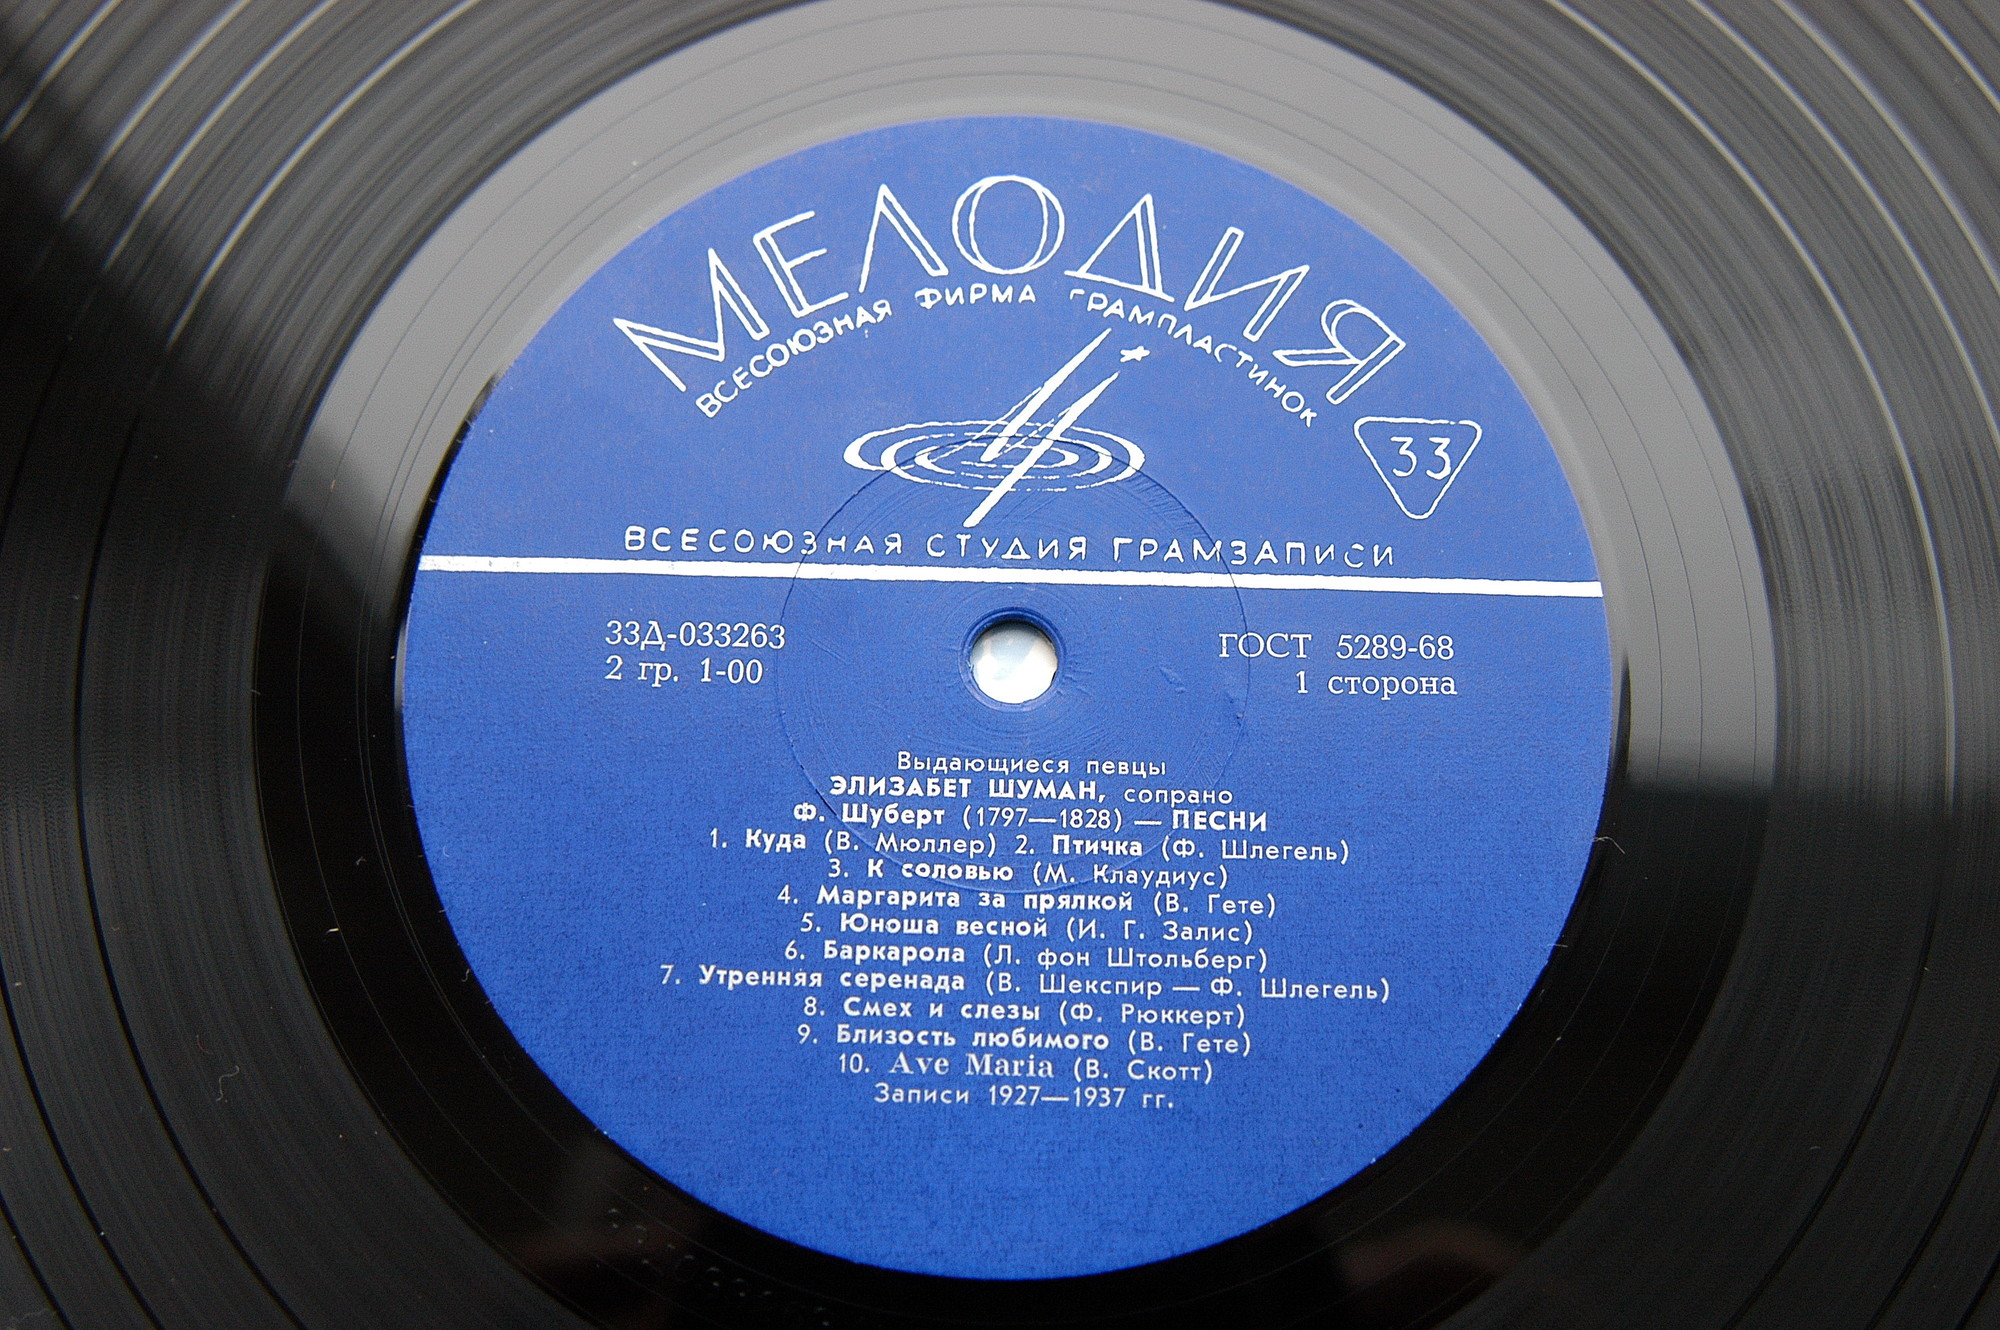 МЕЛОДИЯ
ВСЕСОЮЗНАЯ ФИРМА ГРАМПЛАСТИНОК
33
ВСЕСОЮЗНАЯ СТУДИЯ ГРАМЗАПИСИ
33Д-033263
2 гр. 1-00
ГОСТ 5289-68
1 сторона
Выдающиеся певцы
ЭЛИЗАБЕТ ШУМАН, сопрано
Ф. Шуберт (1797—1828) — ПЕСНИ
1. Куда (В. Мюллер) 2. Птичка (Ф. Шлегель)
3. К соловью (М. Клаудиус)
4. Маргарита за прялкой (В. Гете)
5. Юноша весной (И. Г. Залис)
6. Баркарола (Л. фон Штольберг)
7. Утренняя серенада (В. Шекспир — Ф. Шлегель)
8. Смех и слезы (Ф. Рюккерт)
9. Близость любимого (В. Гете)
10. Ave Maria (В. Скотт)
Записи 1927—1937 гг.